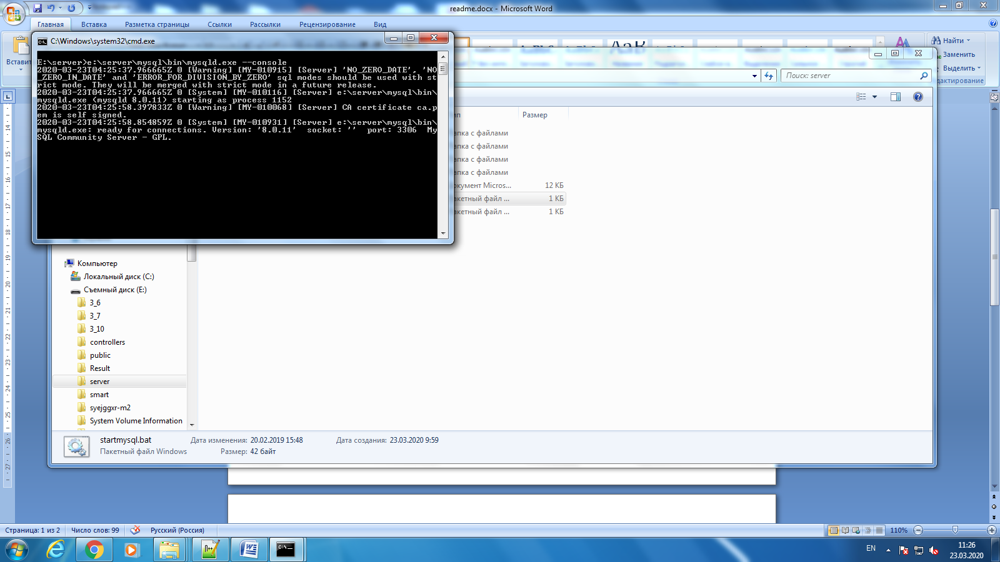 readme.docx - Microsoft Word
Главная Вставка Разметка страницы Ссылки Рассылки Рецензирование Вид
Найти
Заменить
Выделить
C:\Windows\system32\cmd.exe
E:\server>e:\server\mysql\bin\mysqld.exe --console
2020-03-23T04:25:37.966665Z 0 [Warning] [MY-010915] [Server] 'NO_ZERO_DATE', 'NO
_ZERO_IN_DATE' and 'ERROR_FOR_DIVISION_BY_ZERO' sql modes should be used with st
rict mode. They will be merged with strict mode in a future release.
2020-03-23T04:25:37.966665Z 0 [System] [MY-010116] [Server] e:\server\mysql\bin\
mysqld.exe (mysqld 8.0.11) starting as process 1152
2020-03-23T04:25:58.397833Z 0 [Warning] [MY-010068] [Server] CA certificate ca.p
em is self signed.
2020-03-23T04:25:58.854859Z 0 [System] [MY-010931] [Server] e:\server\mysql\bin\
mysqld.exe: ready for connections. Version: '8.0.11'  socket: ''  port: 3306  My
SQL Community Server - GPL.
Поиск: server
Размер
апка с файлами
апка с файлами
апка с файлами
апка с файлами
окумент Micros... 12 КБ
акетный файл ... 1 КБ
акетный файл ... 1 КБ
Компьютер
Локальный диск (C:)
Съемный диск (E:)
3_6
3_7
3_10
controllers
public
Result
server
smart
syejggxr-m2
System Volume Information
startmysql.bat Дата изменения: 20.02.2019 15:48 Дата создания: 23.03.2020 9:59
Пакетный файл Windows Размер: 42 байт
Страница: 1 из 2 Число слов: 99 Русский (Россия) 110%
EN 11:26
23.03.2020